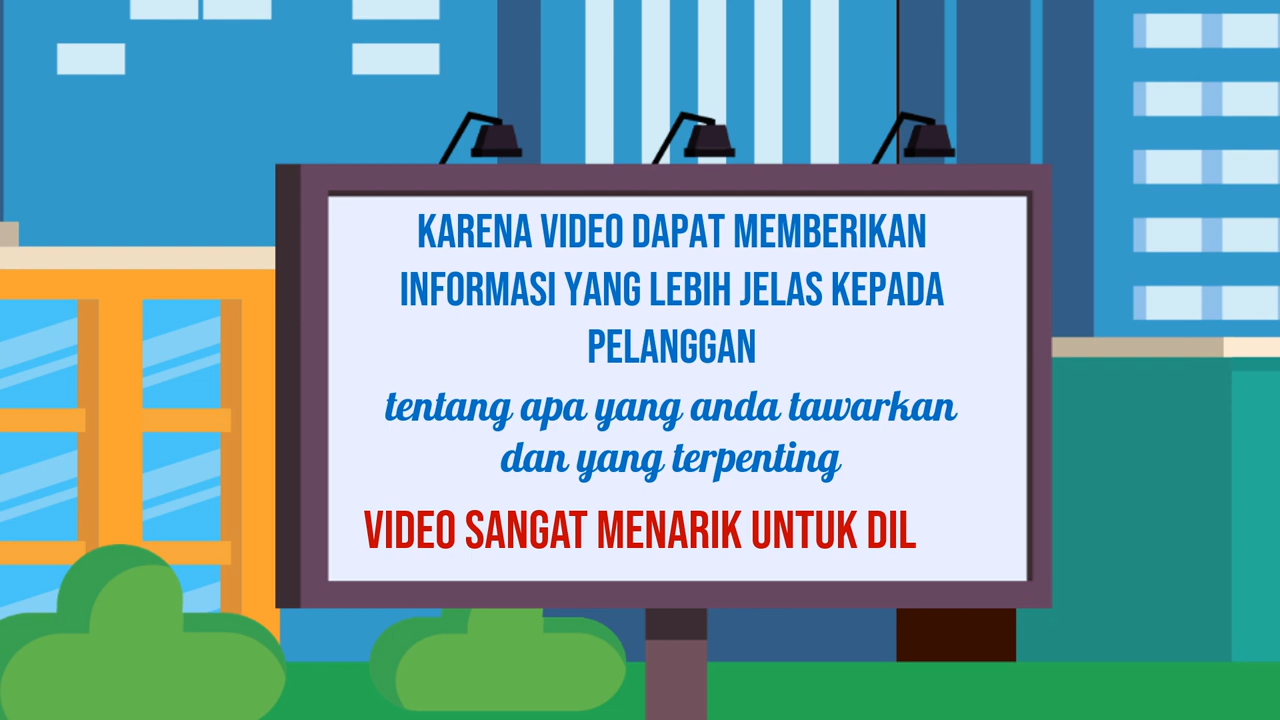 KARENA VIDEO DAPAT MEMBERIKAN
INFORMASI YANG LEBIH JELAS KEPADA
PELANGGAN
tentang apa yang anda tawarkan
dan yang terpenting
VIDEO SANGAT MENARIK UNTUK DIL